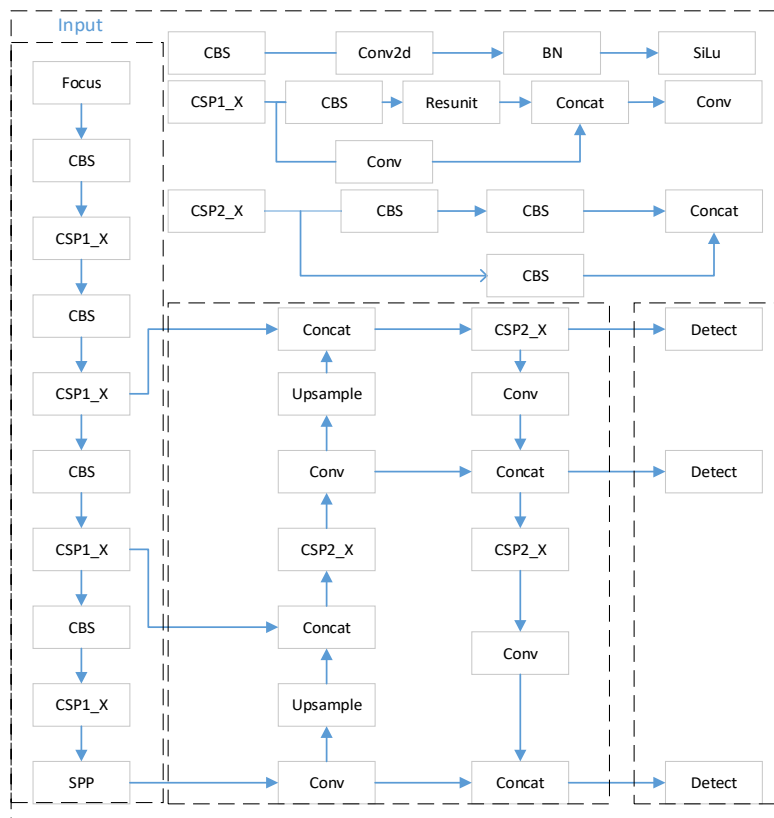 Input
CBS Conv2d BN SiLu
Focus
CSP1_X CBS Resunit Concat Conv
CBS
Conv
CSP2_X CBS CBS Concat
CSP1_X
CBS
CBS
Concat CSP2_X Detect
CSP1_X
Upsample Conv
CBS
Conv Concat Detect
CSP1_X
CSP2_X CSP2_X
CBS
Concat
Conv
CSP1_X
Upsample
SPP
Conv Concat Detect